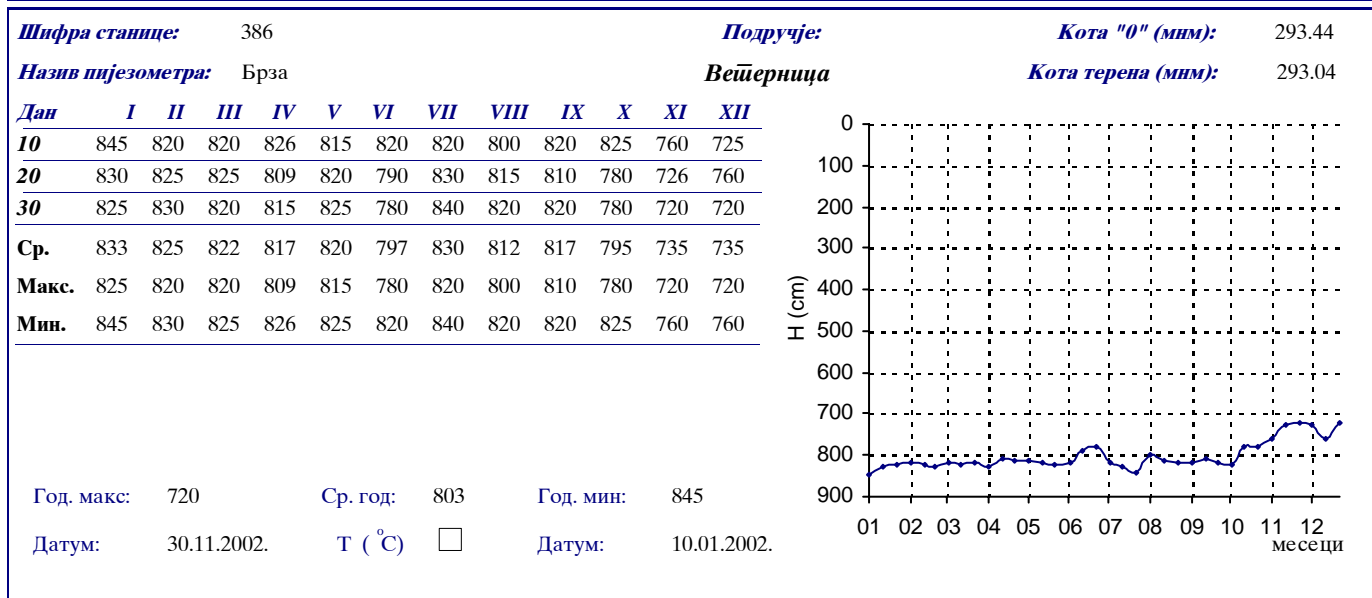 Шифра станице: 386 Подручје: Кота "0" (мнм): 293.44
Назив пијезометра: Брза Ветерница Кота терена (мнм): 293.04
Дан I II III IV V VI VII VIII IX X XI XII
10 845 820 820 826 815 820 820 800 820 825 760 725
20 830 825 825 809 820 790 830 815 810 780 726 760
30 825 830 820 815 825 780 840 820 820 780 720 720
Ср. 833 825 822 817 820 797 830 812 817 795 735 735
Макс. 825 820 820 809 815 780 820 800 810 780 720 720
Мин. 845 830 825 826 825 820 840 820 820 825 760 760
Год. макс: 720 Ср. год: 803 Год. мин: 845
Датум: 30.11.2002. Т ( °C) Датум: 10.01.2002.
H (cm)
0
100
200
300
400
500
600
700
800
900
01 02 03 04 05 06 07 08 09 10 11 12
месеци